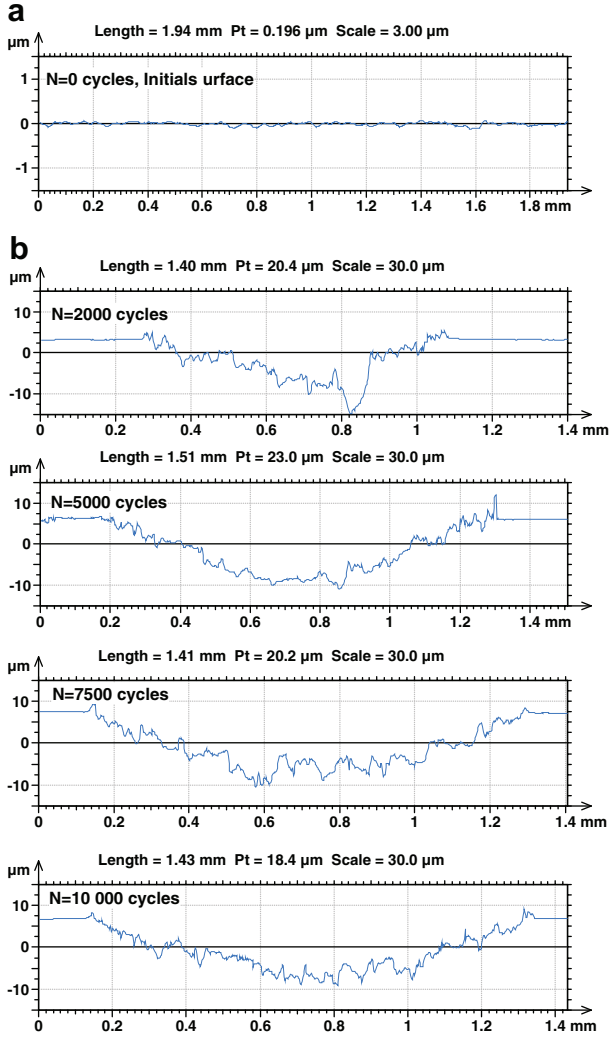 a
Length = 1.94 mm Pt = 0.196 µm Scale = 3.00 µm
µm
N=0 cycles, Initials urface
1
0
-1
0 0.2 0.4 0.6 0.8 1 1.2 1.4 1.6 1.8 mm
b
Length = 1.40 mm Pt = 20.4 µm Scale = 30.0 µm
µm
N=2000 cycles
10
0
-10
0 0.2 0.4 0.6 0.8 1 1.2 1.4 mm
Length = 1.51 mm Pt = 23.0 µm Scale = 30.0 µm
µm
N=5000 cycles
10
0
-10
0 0.2 0.4 0.6 0.8 1 1.2 1.4 mm
Length = 1.41 mm Pt = 20.2 µm Scale = 30.0 µm
µm
N=7500 cycles
10
0
-10
0 0.2 0.4 0.6 0.8 1 1.2 1.4 mm
Length = 1.43 mm Pt = 18.4 µm Scale = 30.0 µm
µm
N=10 000 cycles
10
0
-10
0 0.2 0.4 0.6 0.8 1 1.2 1.4 mm